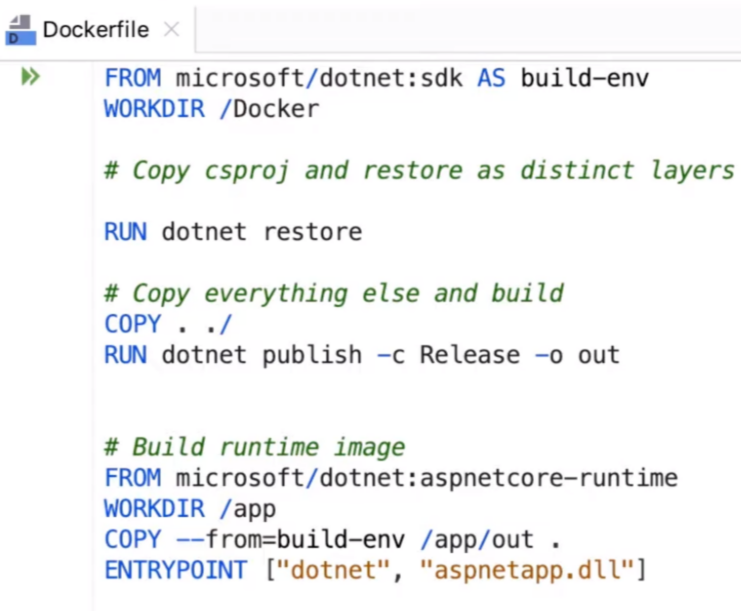 Dockerfile
FROM microsoft/dotnet:sdk AS build-env
WORKDIR /Docker
# Copy csproj and restore as distinct layers
RUN dotnet restore
# Copy everything else and build
COPY . ./
RUN dotnet publish -c Release -o out
# Build runtime image
FROM microsoft/dotnet:aspnetcore-runtime
WORKDIR /app
COPY --from=build-env /app/out .
ENTRYPOINT ["dotnet", "aspnetapp.dll"]